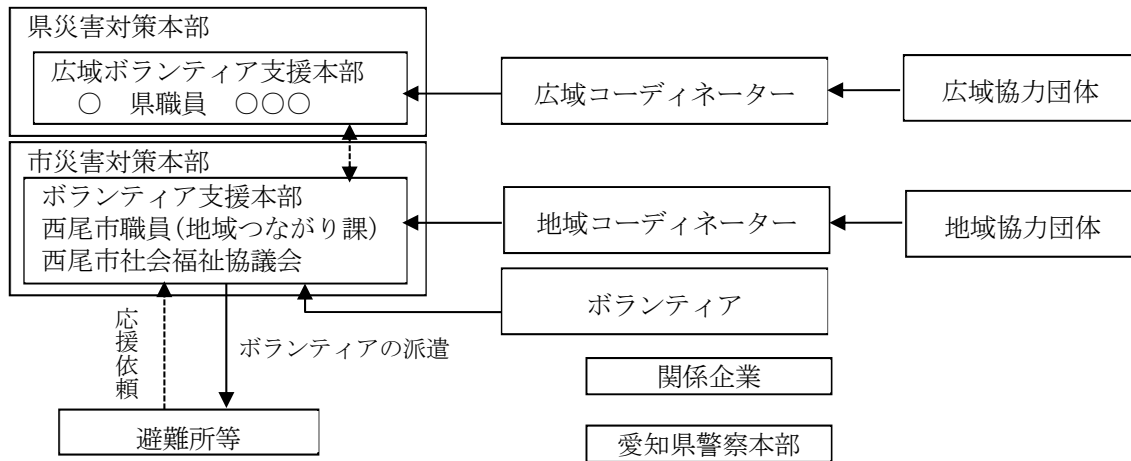 県災害対策本部
広域ボランティア支援本部
○ 県職員 ○○○
広域コーディネーター
広域協力団体
市災害対策本部
ボランティア支援本部
西尾市職員(地域つながり課)
西尾市社会福祉協議会
地域コーディネーター
地域協力団体
ボランティア
応援依頼
ボランティアの派遣
関係企業
避難所等
愛知県警察本部